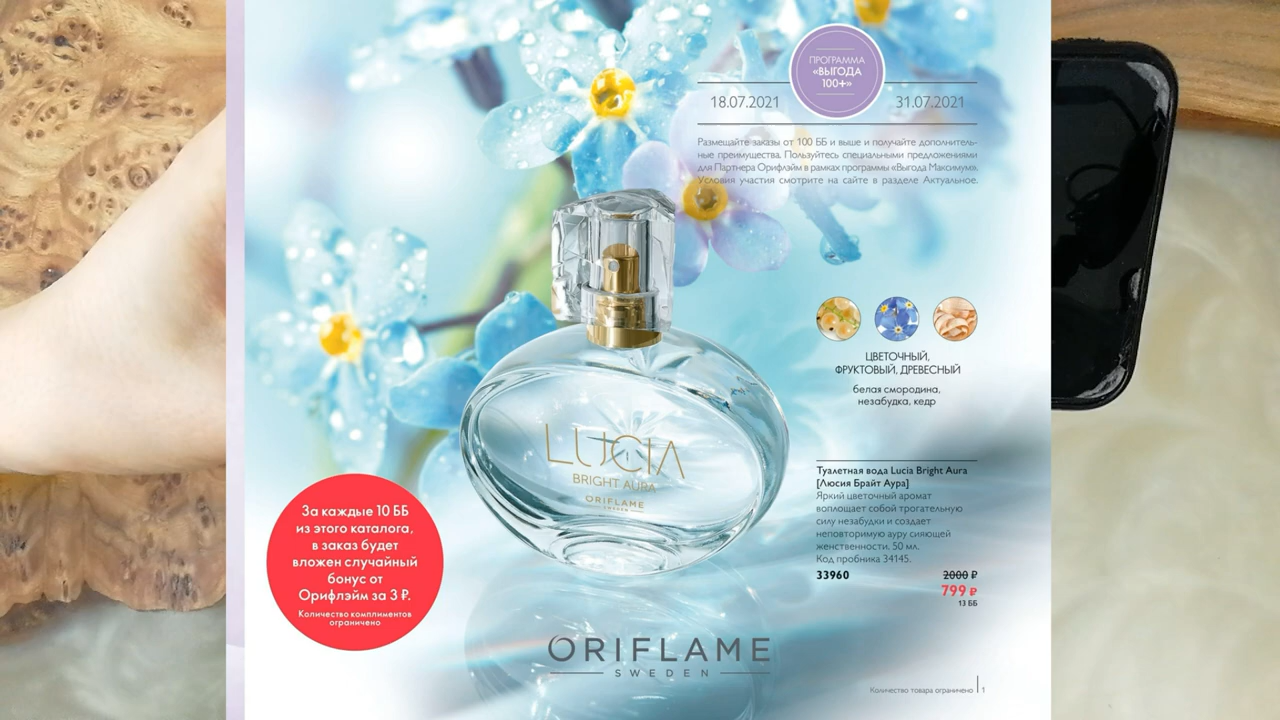 ПРОГРАММА
«ВЫГОДА
100+»
18.07.2021
31.07.2021
Размещайте заказы от 100 ББ и выше и получайте дополнитель-
ные преимущества. Пользуйтесь специальными предложениями
для Партнера Орифлэйм в рамках программы «Выгода Максимум».
Условия участия смотрите на сайте в разделе Актуальное.
ЦВЕТОЧНЫЙ,
ФРУКТОВЫЙ, ДРЕВЕСНЫЙ
белая смородина,
незабудка, кедр
LUCIA
BRIGHT AURA
ORIFLAME
SWEDEN
Туалетная вода Lucia Bright Aura
[Люсия Брайт Аура]
Яркий цветочный аромат
воплощает собой трогательную
силу незабудки и создает
неповторимую ауру сияющей
женственности. 50 мл.
Код пробника 34145.
33960
2000 ₽
799 ₽
13 ББ
За каждые 10 ББ
из этого каталога,
в заказ будет
вложен случайный
бонус от
Орифлэйм за 3 ₽.
Количество комплиментов
ограничено
ORIFLAME
SWEDEN
Количество товара ограничено 1